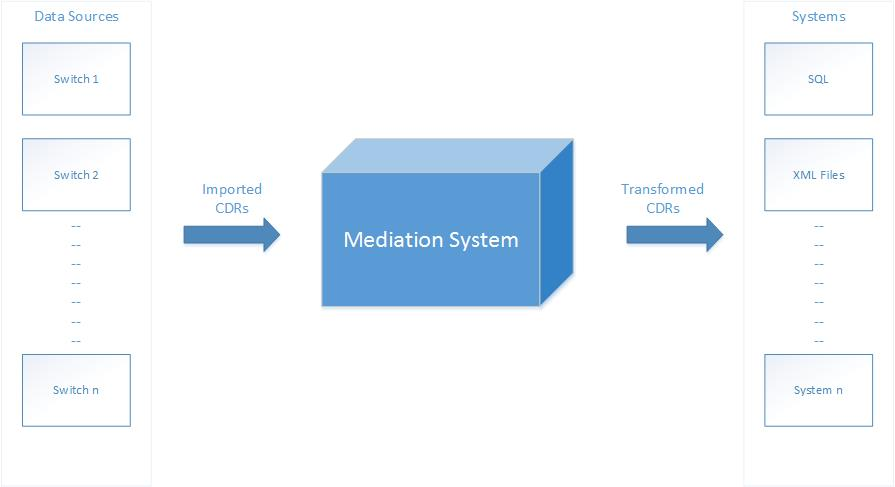 Data Sources
Switch 1
Switch 2
--
--
--
--
--
--
--
Switch n
Imported
CDRs
Mediation System
Transformed
CDRs
Systems
SQL
XML Files
--
--
--
--
--
--
--
System n